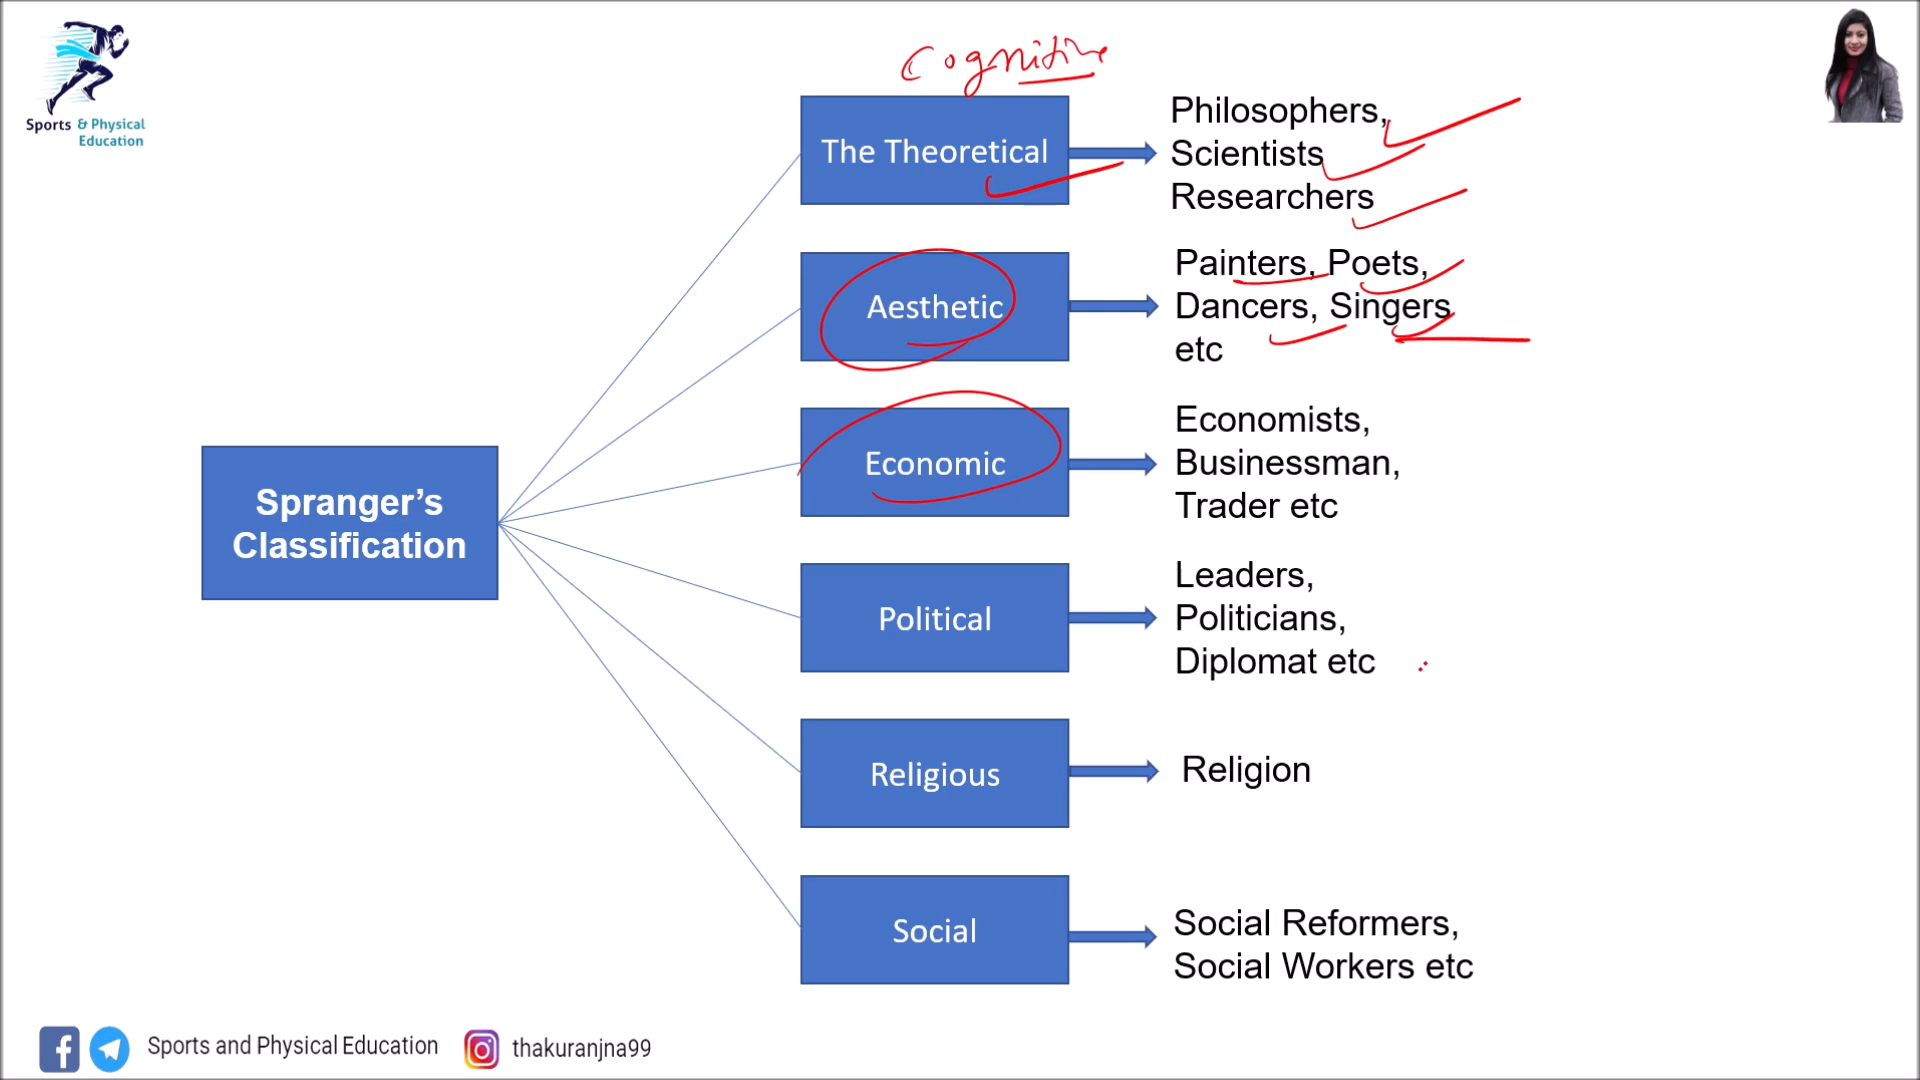 Sports & Physical
Education
Cognitive
Spranger’s
Classification
The Theoretical
Philosophers,
Scientists
Researchers
Aesthetic
Painters, Poets,
Dancers, Singers
etc
Economic
Economists,
Businessman,
Trader etc
Political
Leaders,
Politicians,
Diplomat etc
Religious
Religion
Social
Social Reformers,
Social Workers etc
Sports and Physical Education
thakuranjna99